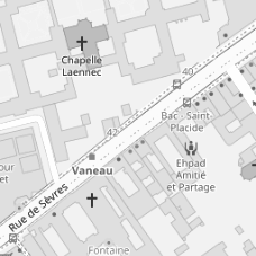 Chapelle
Laennec
40
42
Bac - Saint-
Placide
Ehpad
Amitié
et Partage
Vaneau
Rue de Sèvres
Fontaine